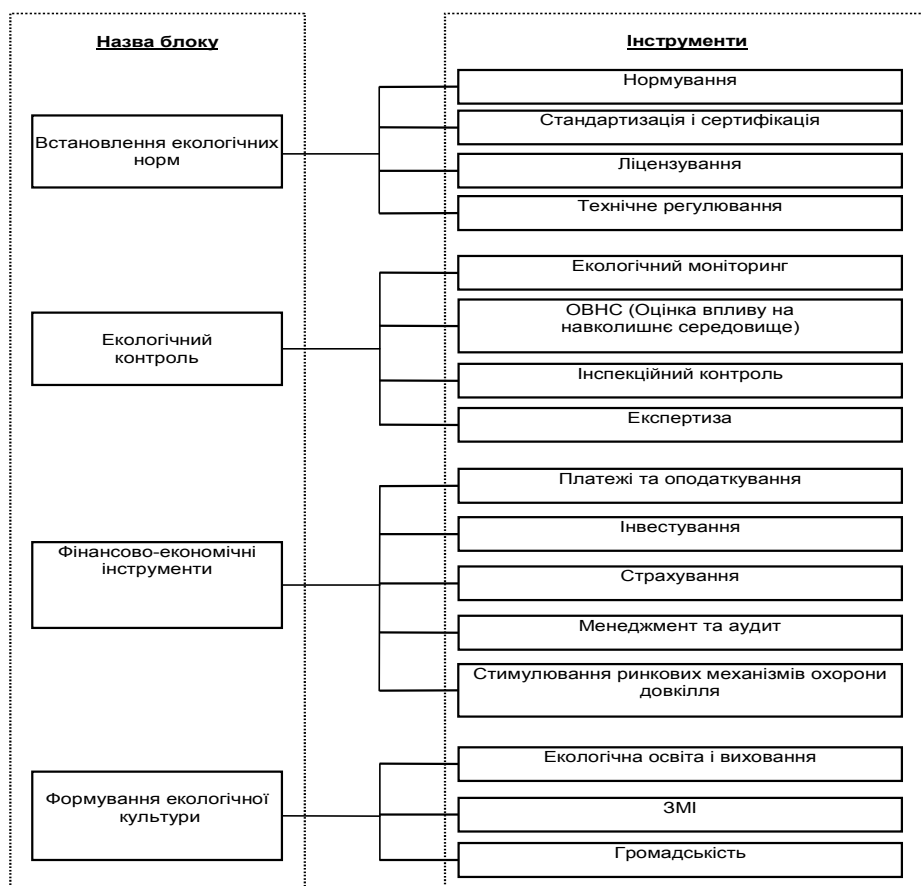 Назва блоку
Інструменти
Встановлення екологічних
норм
Нормування
Стандартизація і сертифікація
Ліцензування
Технічне регулювання
Екологічний
контроль
Екологічний моніторинг
ОВНС (Оцінка впливу на
навколишнє середовище)
Інспекційний контроль
Експертиза
Фінансово-економічні
інструменти
Платежі та оподаткування
Інвестування
Страхування
Менеджмент та аудит
Стимулювання ринкових механізмів охорони
довкілля
Формування екологічної
культури
Екологічна освіта і виховання
ЗМІ
Громадськість